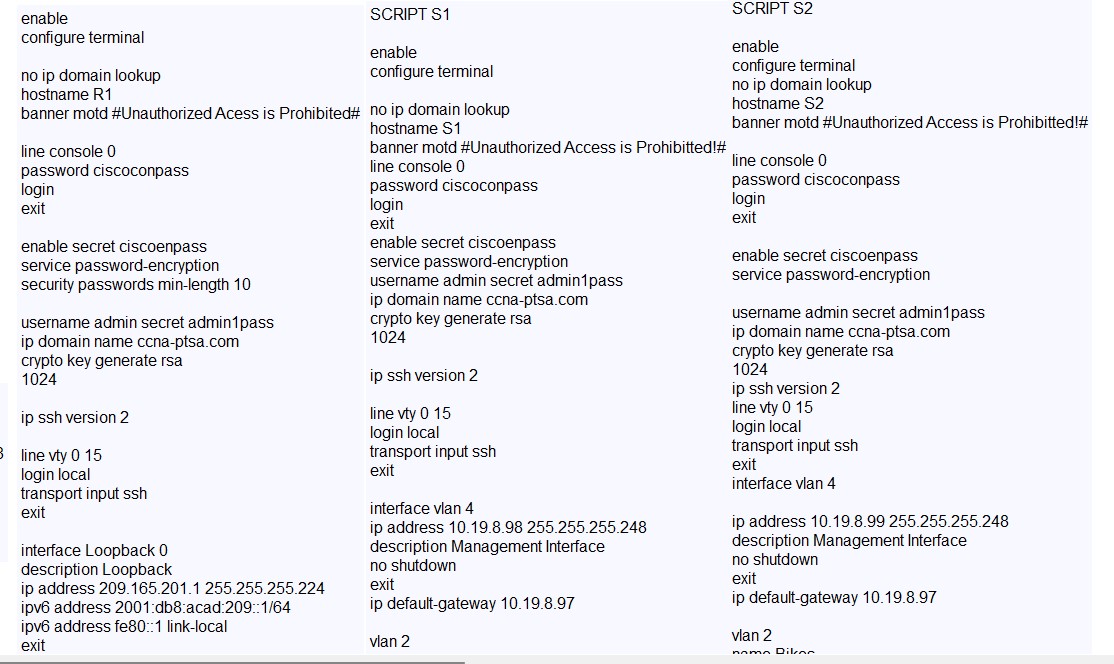 enable
configure terminal
no ip domain lookup
hostname R1
banner motd #Unauthorized Acess is Prohibited#
line console 0
password ciscoconpass
login
exit
enable secret ciscoenpass
service password-encryption
security passwords min-length 10
username admin secret admin1pass
ip domain name ccna-ptsa.com
crypto key generate rsa
1024
ip ssh version 2
line vty 0 15
login local
transport input ssh
exit
interface Loopback 0
description Loopback
ip address 209.165.201.1 255.255.255.224
ipv6 address 2001:db8:acad:209::1/64
ipv6 address fe80::1 link-local
exit
SCRIPT S1
enable
configure terminal
no ip domain lookup
hostname S1
banner motd #Unauthorized Access is Prohibitted!#
line console 0
password ciscoconpass
login
exit
enable secret ciscoenpass
service password-encryption
username admin secret admin1pass
ip domain name ccna-ptsa.com
crypto key generate rsa
1024
ip ssh version 2
line vty 0 15
login local
transport input ssh
exit
interface vlan 4
ip address 10.19.8.98 255.255.255.248
description Management Interface
no shutdown
exit
ip default-gateway 10.19.8.97
vlan 2
SCRIPT S2
enable
configure terminal
no ip domain lookup
hostname S2
banner motd #Unauthorized Access is Prohibitted!#
line console 0
password ciscoconpass
login
exit
enable secret ciscoenpass
service password-encryption
username admin secret admin1pass
ip domain name ccna-ptsa.com
crypto key generate rsa
1024
ip ssh version 2
line vty 0 15
login local
transport input ssh
exit
interface vlan 4
ip address 10.19.8.99 255.255.255.248
description Management Interface
no shutdown
exit
ip default-gateway 10.19.8.97
vlan 2
name Bikes